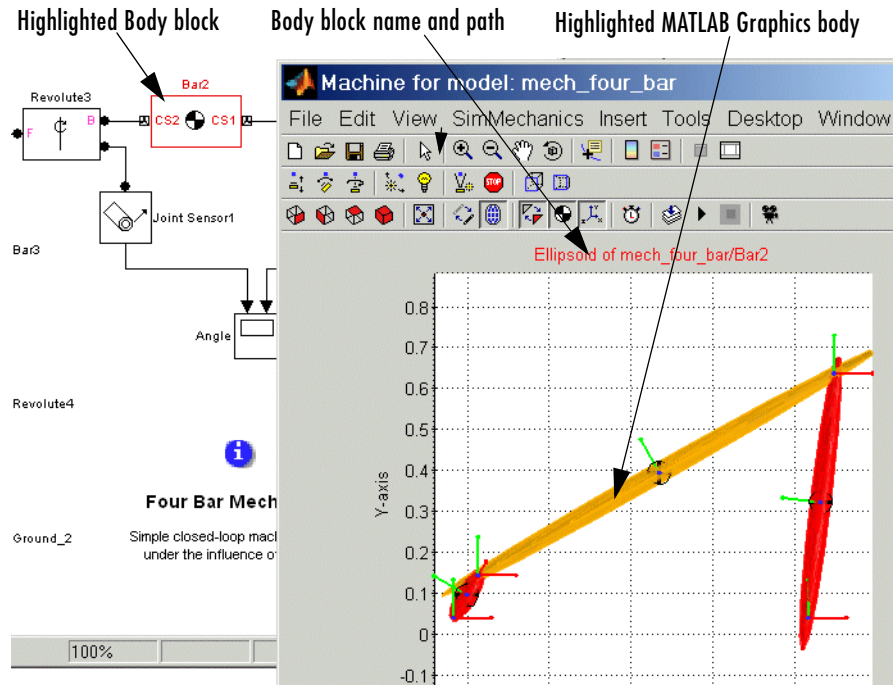 Highlighted Body block
Body block name and path
Highlighted MATLAB Graphics body
Bar2
Revolute3
B
F
CS2
CS1
Joint Sensor1
Bar3
Angle
Revolute4
i
Four Bar Mech
Ground_2
Simple closed-loop mac
under the influence o
100%
Machine for model: mech_four_bar
File Edit View SimMechanics Insert Tools Desktop Window
STOP
Ellipsoid of mech_four_bar/Bar2
0.8
0.7
0.6
0.5
0.4
0.3
0.2
0.1
0
-0.1
Y-axis